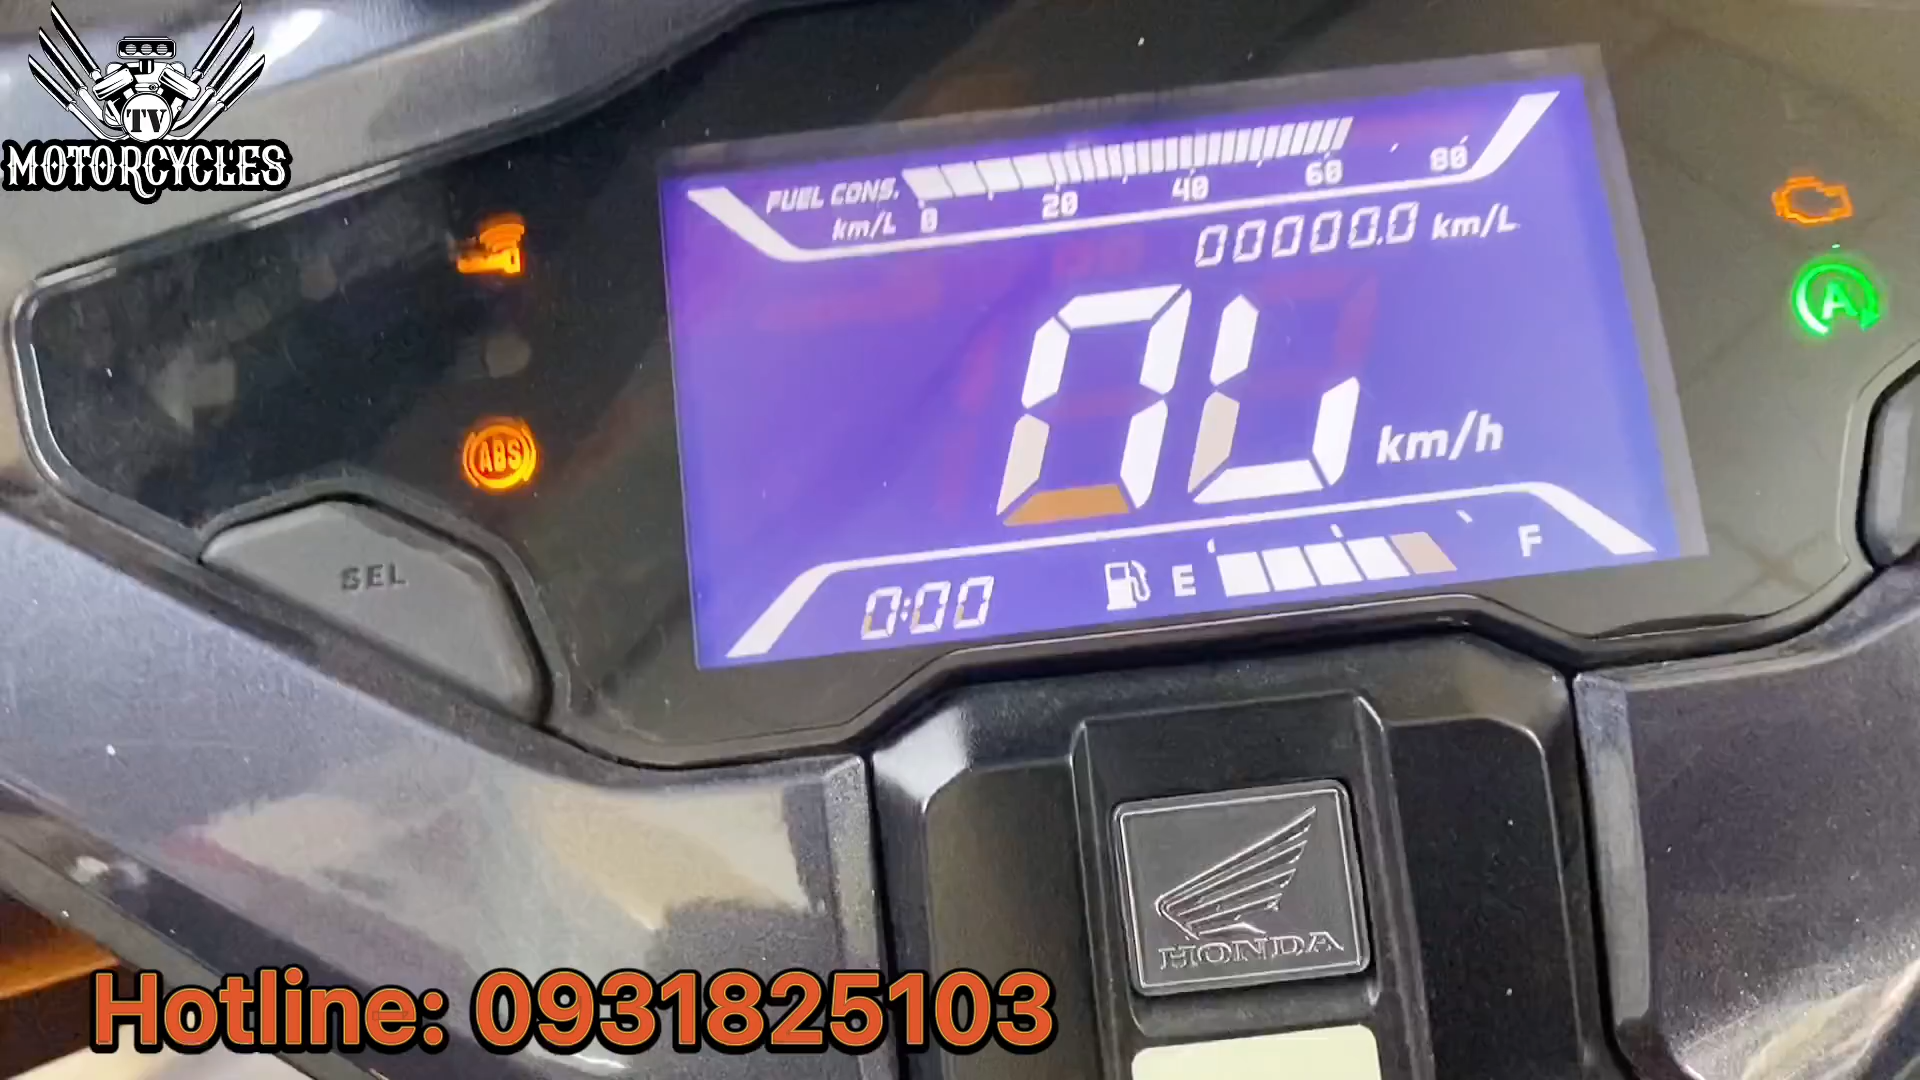 TV
MOTORCYCLES
FUEL CONS.
km/L
0 20 40 60 80
00000.0 km/L
km/h
ABS
A
SEL
0:00
E F
HONDA
Hotline: 0931825103